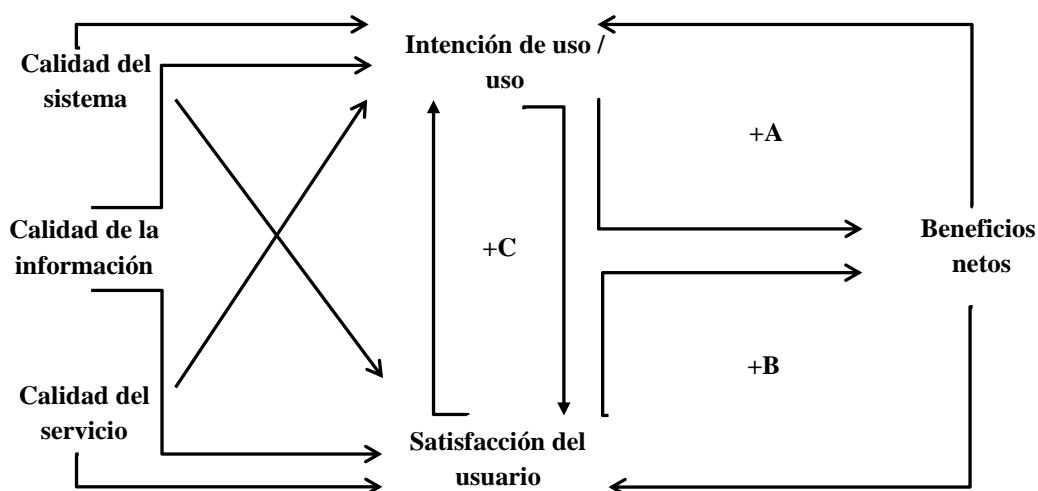 Calidad del
sistema
Calidad de la
información
Calidad del
servicio
Intención de uso /
uso
+A
+C
+B
Satisfacción del
usuario
Beneficios
netos